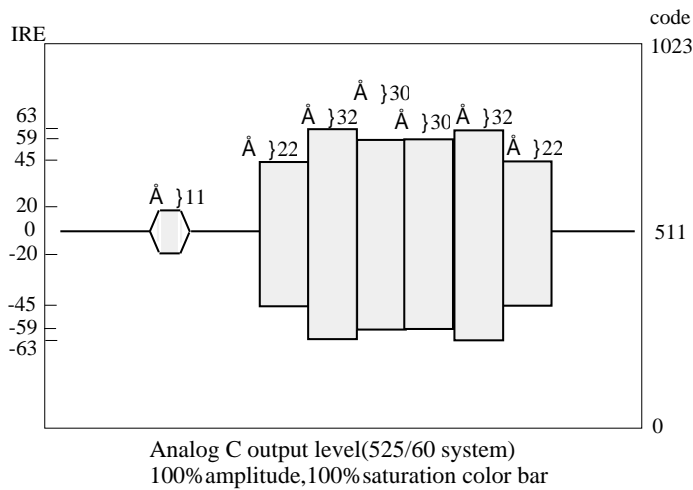 code
IRE
1023
Å }30
63
Å }32
Å }30
Å }32
59
Å }22
Å }22
45
Å }11
20
0
511
-20
-45
-59
-63
0
Analog C output level(525/60 system)
100%amplitude,100%saturation color bar